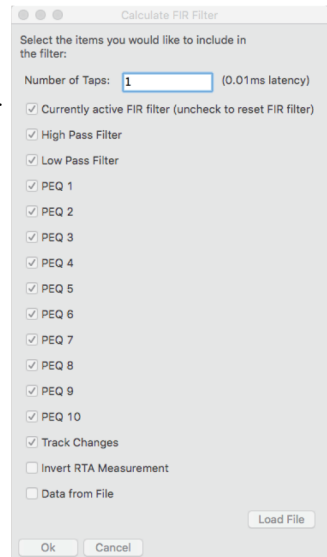 Calculate FIR Filter
Select the items you would like to include in
the filter:
Number of Taps: 1 (0.01ms latency)
Currently active FIR filter (uncheck to reset FIR filter)
High Pass Filter
Low Pass Filter
PEQ 1
PEQ 2
PEQ 3
PEQ 4
PEQ 5
PEQ 6
PEQ 7
PEQ 8
PEQ 9
PEQ 10
Track Changes
Invert RTA Measurement
Data from File
Load File
Ok Cancel